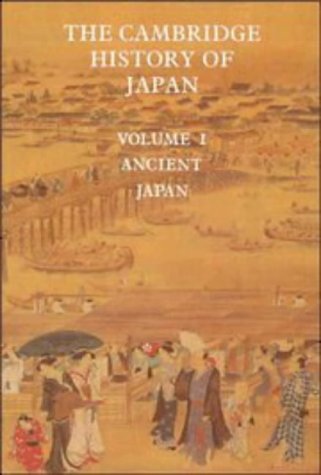 THE CAMBRIDGE
HISTORY OF
JAPAN
VOLUME I
ANCIENT
JAPAN